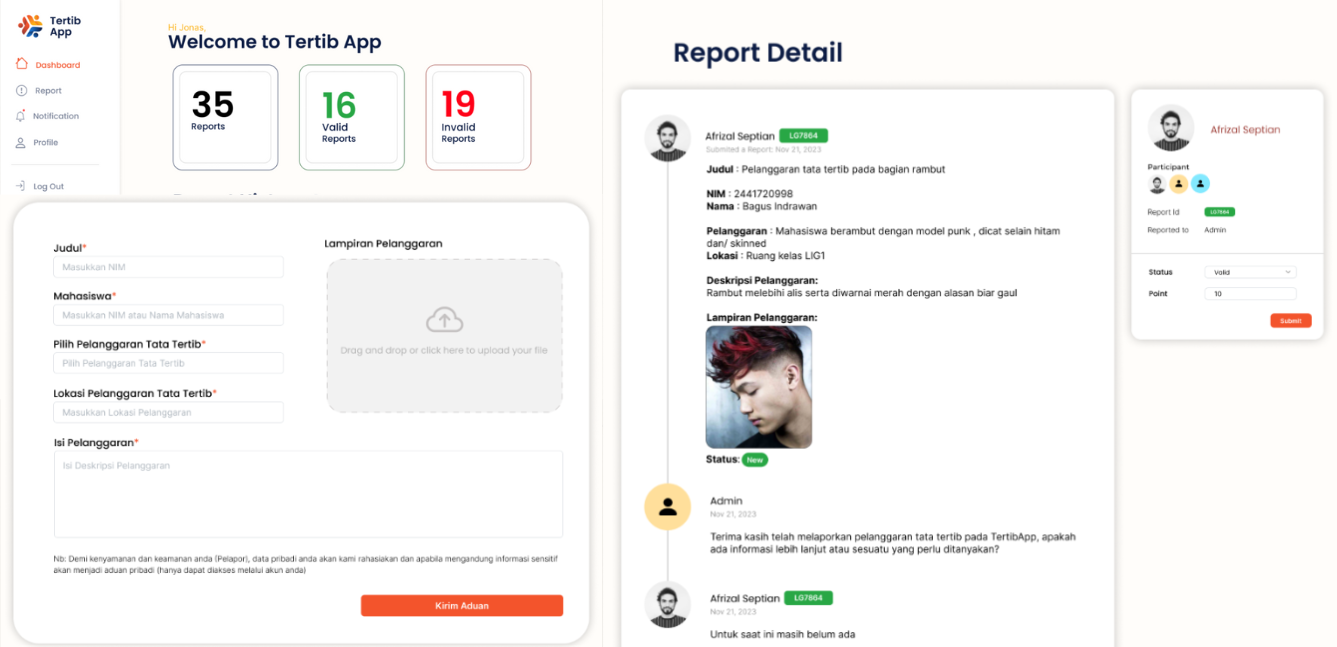 Tertib
App
Dashboard
Report
Notification
Profile
Log Out
Hi Jonas,
Welcome to Tertib App
35
Reports
16
Valid
Reports
19
Invalid
Reports
Judul*
Masukkan NIM
Mahasiswa*
Masukkan NIM atau Nama Mahasiswa
Pilih Pelanggaran Tata Tertib*
Pilih Pelanggaran Tata Tertib
Lokasi Pelanggaran Tata Tertib*
Masukkan Lokasi Pelanggaran
Isi Pelanggaran*
Isi Deskripsi Pelanggaran
Lampiran Pelanggaran
Drag and drop or click here to upload your file
Nb: Demi kenyamanan dan keamanan anda (Pelapor), data pribadi anda akan kami rahasiakan dan apabila mengandung informasi sensitif
akan menjadi aduan pribadi (hanya dapat diakses melalui akun anda)
Kirim Aduan
Report Detail
Afrizal Septian LG7864
Submited a Report: Nov 21, 2023
Judul : Pelanggaran tata tertib pada bagian rambut
NIM : 2441720998
Nama : Bagus Indrawan
Pelanggaran : Mahasiswa berambut dengan model punk , dicat selain hitam
dan/ skinned
Lokasi : Ruang kelas LIG1
Deskripsi Pelanggaran:
Rambut melebihi alis serta diwarnai merah dengan alasan biar gaul
Lampiran Pelanggaran:
Status: New
Admin
Nov 21, 2023
Terima kasih telah melaporkan pelanggaran tata tertib pada TertibApp, apakah
ada informasi lebih lanjut atau sesuatu yang perlu ditanyakan?
Afrizal Septian LG7864
Nov 21, 2023
Untuk saat ini masih belum ada
Afrizal Septian
Participant
Report Id LG7864
Reported to Admin
Status Valid
Point 10
Submit